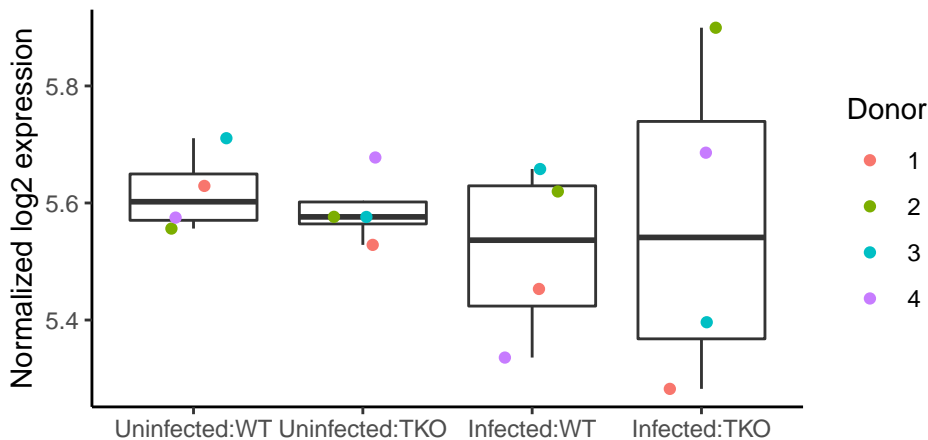 Normalized log2 expression
5.8
5.6
5.4
Uninfected:WT Uninfected:TKO Infected:WT Infected:TKO
Donor
1
2
3
4